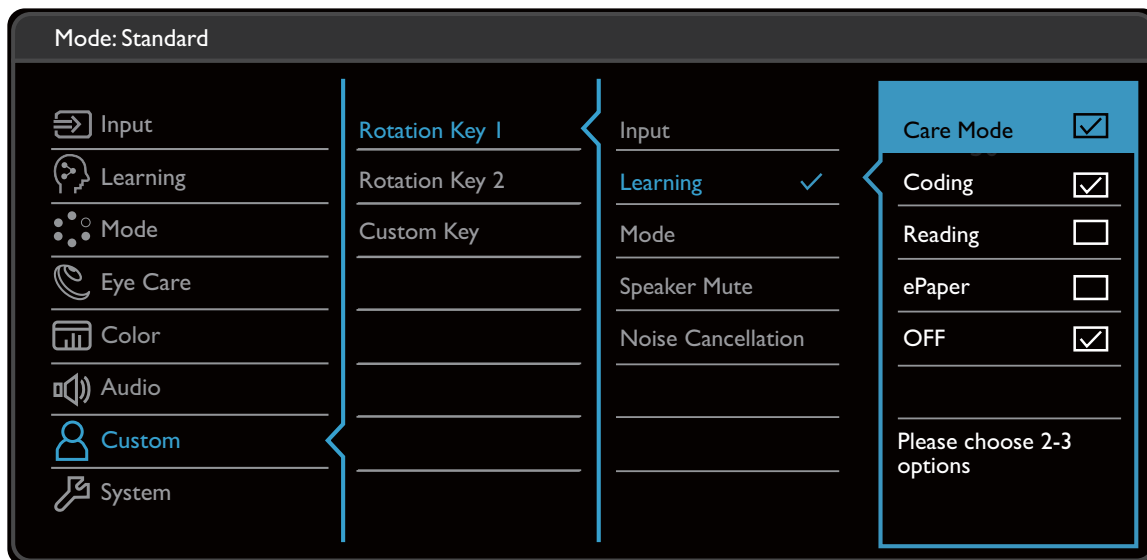 Mode: Standard
Input
Learning
Mode
Eye Care
Color
Audio
Custom
System
Rotation Key 1
Rotation Key 2
Custom Key
Input
Learning
Mode
Speaker Mute
Noise Cancellation
Care Mode
Coding
Reading
ePaper
OFF
Please choose 2-3
options